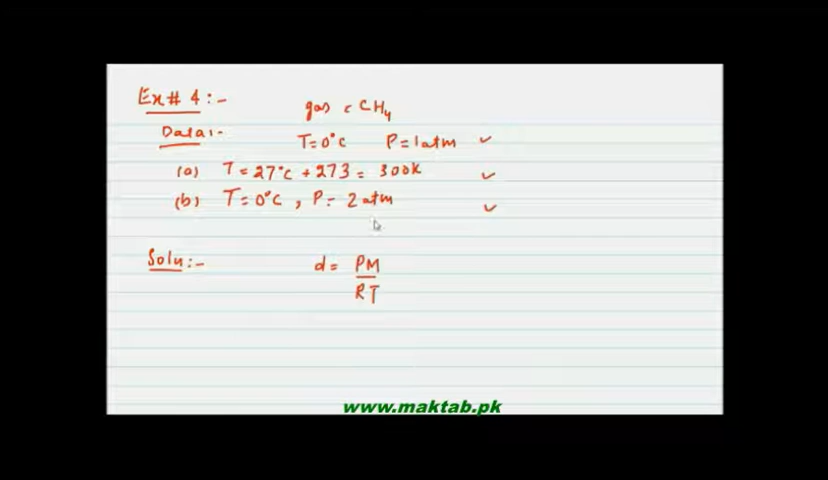 Ex# 4:-
gas = CH4
Data:-
T=0°C P=1atm ✓
(a) T=27°C+273=300K ✓
(b) T=0°C, P=2atm ✓
Solu:-
d= PM
RT
www.maktab.pk